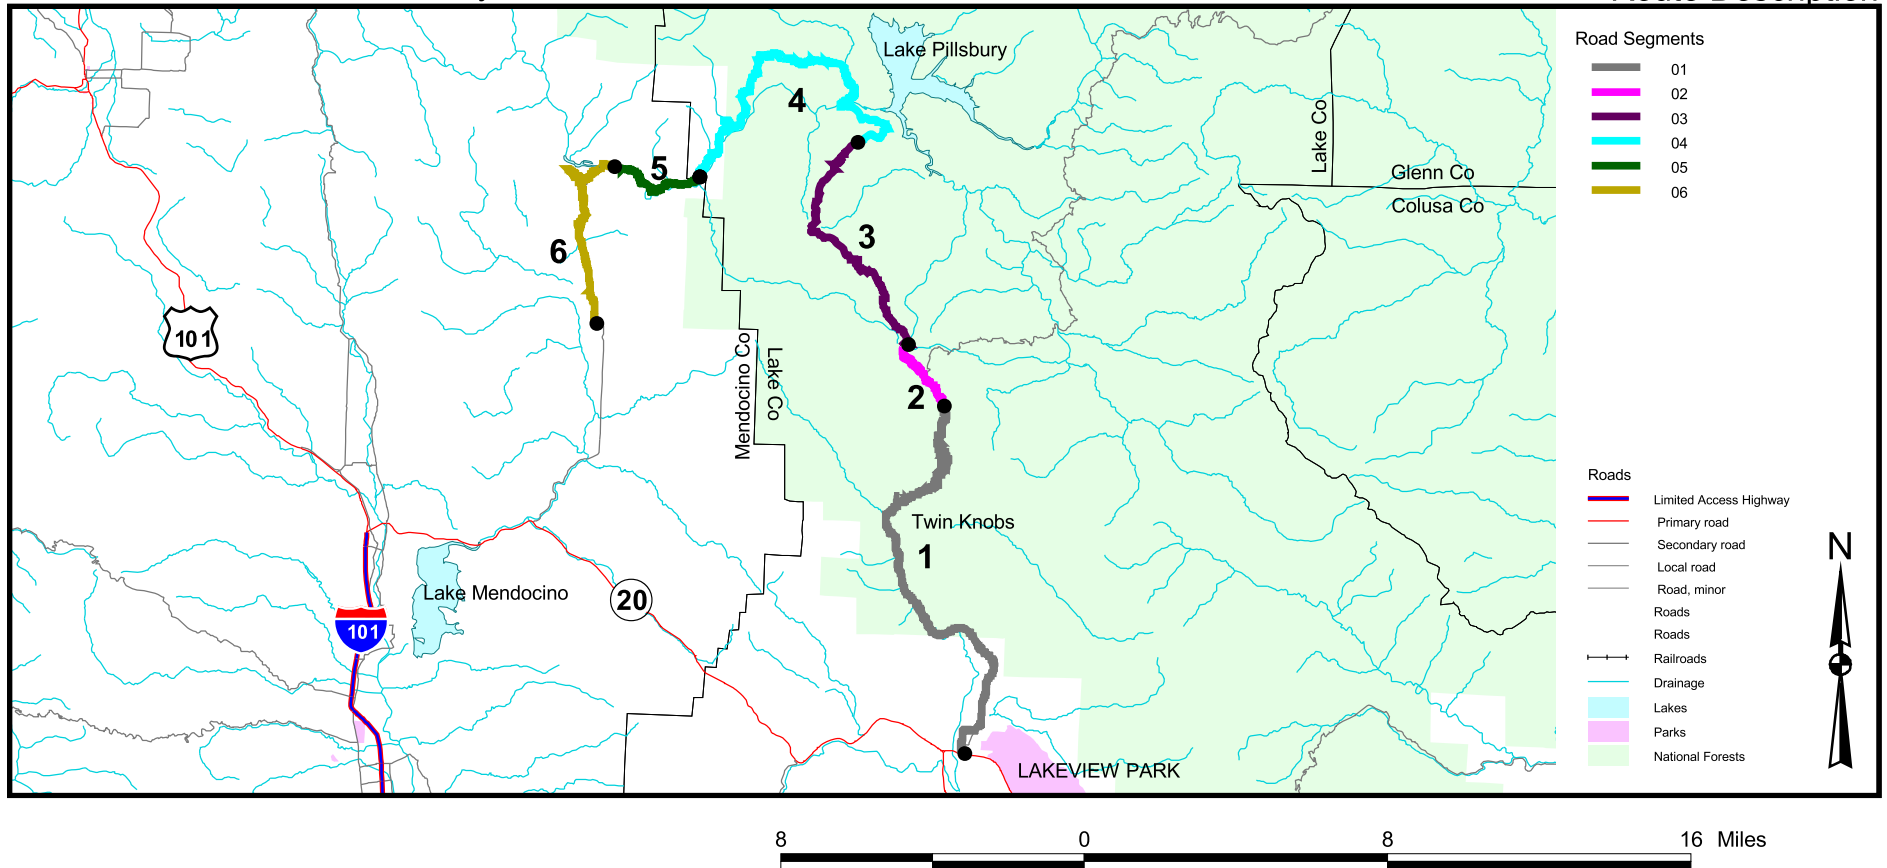 Route Description
Lake Pillsbury
Road Segments
01
02
03
04
05
06
4
5
3
6
2
1
Lake Co
Glenn Co
Colusa Co
101
Mendocino Co
Lake Co
Twin Knobs
Lake Mendocino
20
101
LAKEVIEW PARK
Roads
Limited Access Highway
Primary road
Secondary road
Local road
Road, minor
Roads
Roads
Railroads
Drainage
Lakes
Parks
National Forests
N
8 0 8 16 Miles